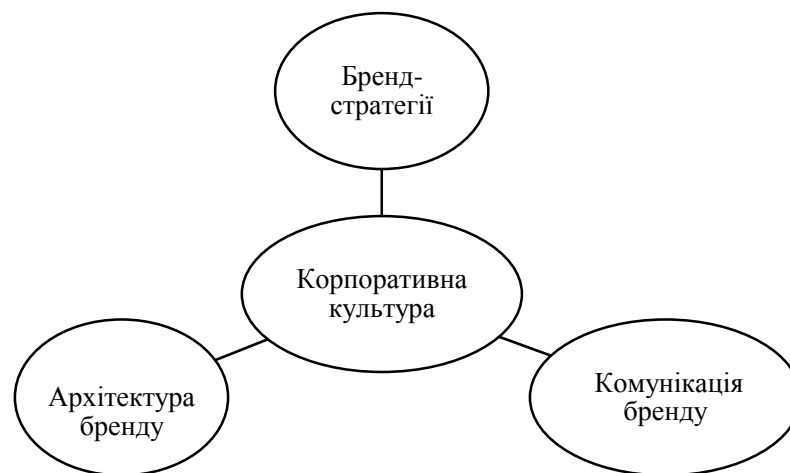 Бренд-
стратегії
Корпоративна
культура
Архітектура
бренду
Комунікація
бренду